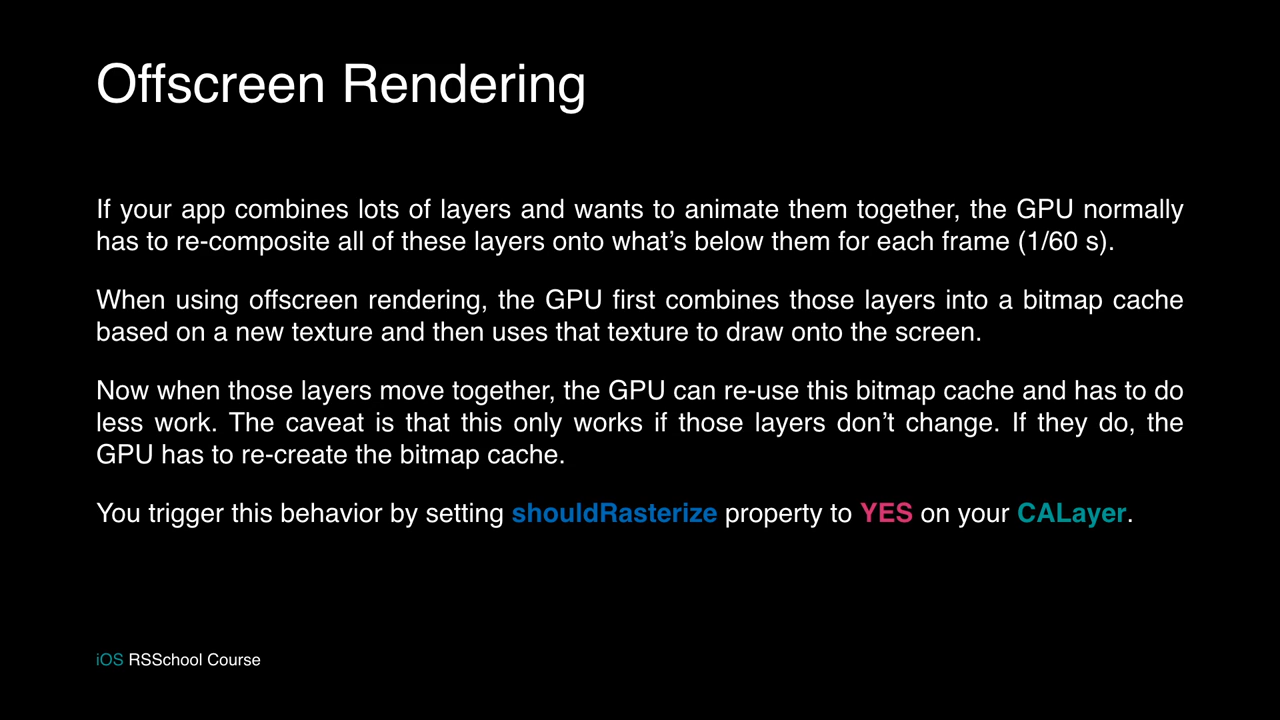 Offscreen Rendering
If your app combines lots of layers and wants to animate them together, the GPU normally
has to re-composite all of these layers onto what’s below them for each frame (1/60 s).
When using offscreen rendering, the GPU first combines those layers into a bitmap cache
based on a new texture and then uses that texture to draw onto the screen.
Now when those layers move together, the GPU can re-use this bitmap cache and has to do
less work. The caveat is that this only works if those layers don’t change. If they do, the
GPU has to re-create the bitmap cache.
You trigger this behavior by setting shouldRasterize property to YES on your CALayer.
iOS RSSchool Course